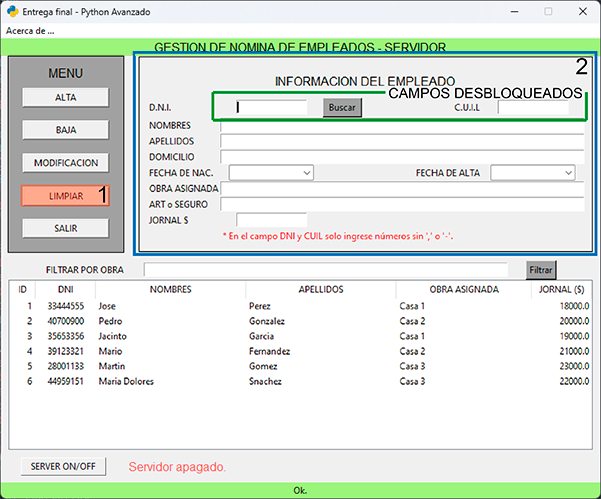 Entrega final - Python Avanzado
Acerca de ...
GESTION DE NOMINA DE EMPLEADOS - SERVIDOR
MENU
ALTA
BAJA
MODIFICACION
LIMPIAR 1
SALIR
2
INFORMACION DEL EMPLEADO
CAMPOS DESBLOQUEADOS
D.N.I. Buscar C.U.I.L
NOMBRES
APELLIDOS
DOMICILIO
FECHA DE NAC. FECHA DE ALTA
OBRA ASIGNADA
ART o SEGURO
JORNAL $
* En el campo DNI y CUIL solo ingrese números sin ',' o '-'.
FILTRAR POR OBRA Filtrar
ID DNI NOMBRES APELLIDOS OBRA ASIGNADA JORNAL ($)
1 33444555 Jose Perez Casa 1 18000.0
2 40700900 Pedro Gonzalez Casa 2 20000.0
3 35653356 Jacinto Garcia Casa 1 19000.0
4 39123321 Mario Fernandez Casa 2 21000.0
5 28001133 Martin Gomez Casa 3 23000.0
6 44959151 Maria Dolores Snachez Casa 3 22000.0
SERVER ON/OFF Servidor apagado.
Ok.